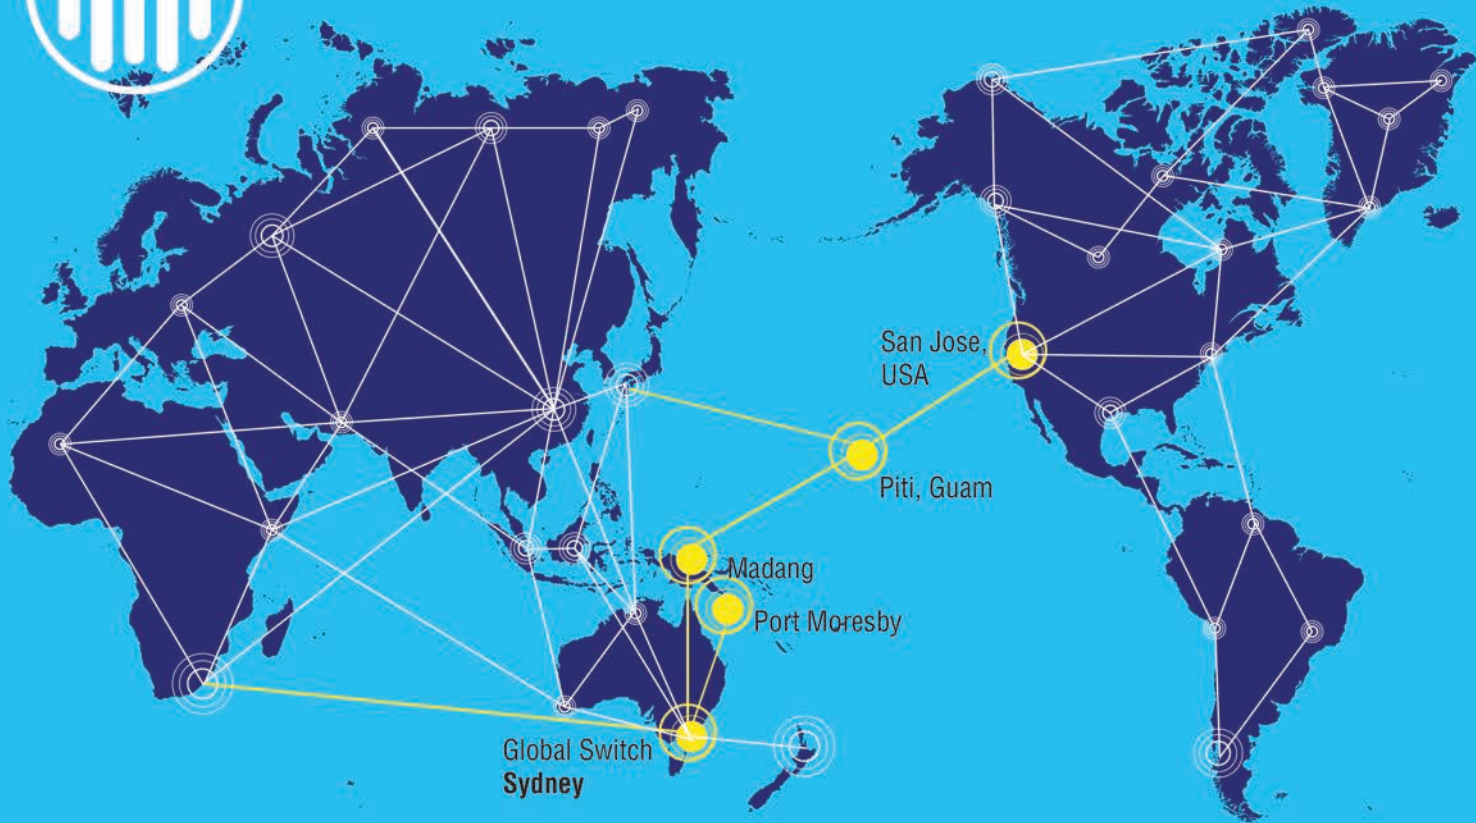 San Jose,
USA
Piti, Guam
Madang
Port Moresby
Global Switch
Sydney